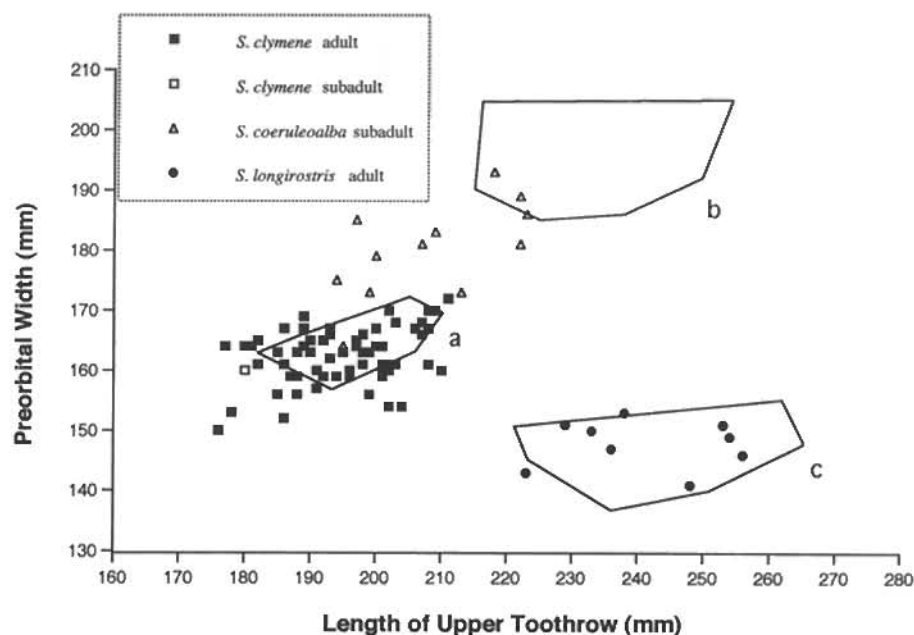 S. clymene adult
S. clymene subadult
S. coeruleoalba subadult
S. longirostris adult
Preorbital Width (mm)
210
200
190
180
170
160
150
140
130
a
b
c
160 170 180 190 200 210 220 230 240 250 260 270 280
Length of Upper Toothrow (mm)